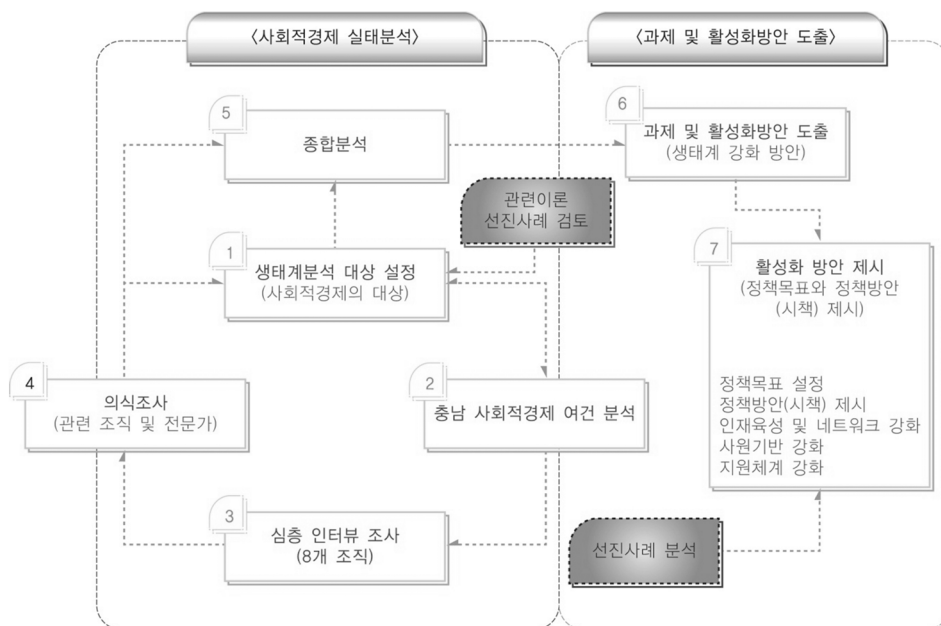 〈사회적경제 실태분석〉
〈과제 및 활성화방안 도출〉
5
종합분석
6
과제 및 활성화방안 도출
(생태계 강화 방안)
관련이론
선진사례 검토
1
생태계분석 대상 설정
(사회적경제의 대상)
7
활성화 방안 제시
(정책목표와 정책방안
(시책) 제시)
정책목표 설정
정책방안(시책) 제시
인재육성 및 네트워크 강화
사원기반 강화
지원체계 강화
4
의식조사
(관련 조직 및 전문가)
2
충남 사회적경제 여건 분석
3
심층 인터뷰 조사
(8개 조직)
선진사례 분석